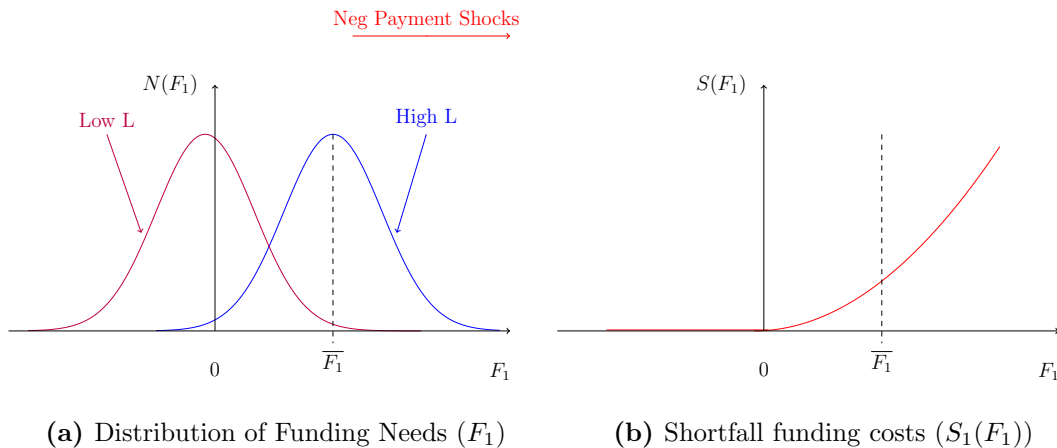 Neg Payment Shocks
N(F₁)
Low L
High L
0
F̅₁
F₁
(a) Distribution of Funding Needs (F₁)
S(F₁)
0
F̅₁
F₁
(b) Shortfall funding costs (S₁(F₁))